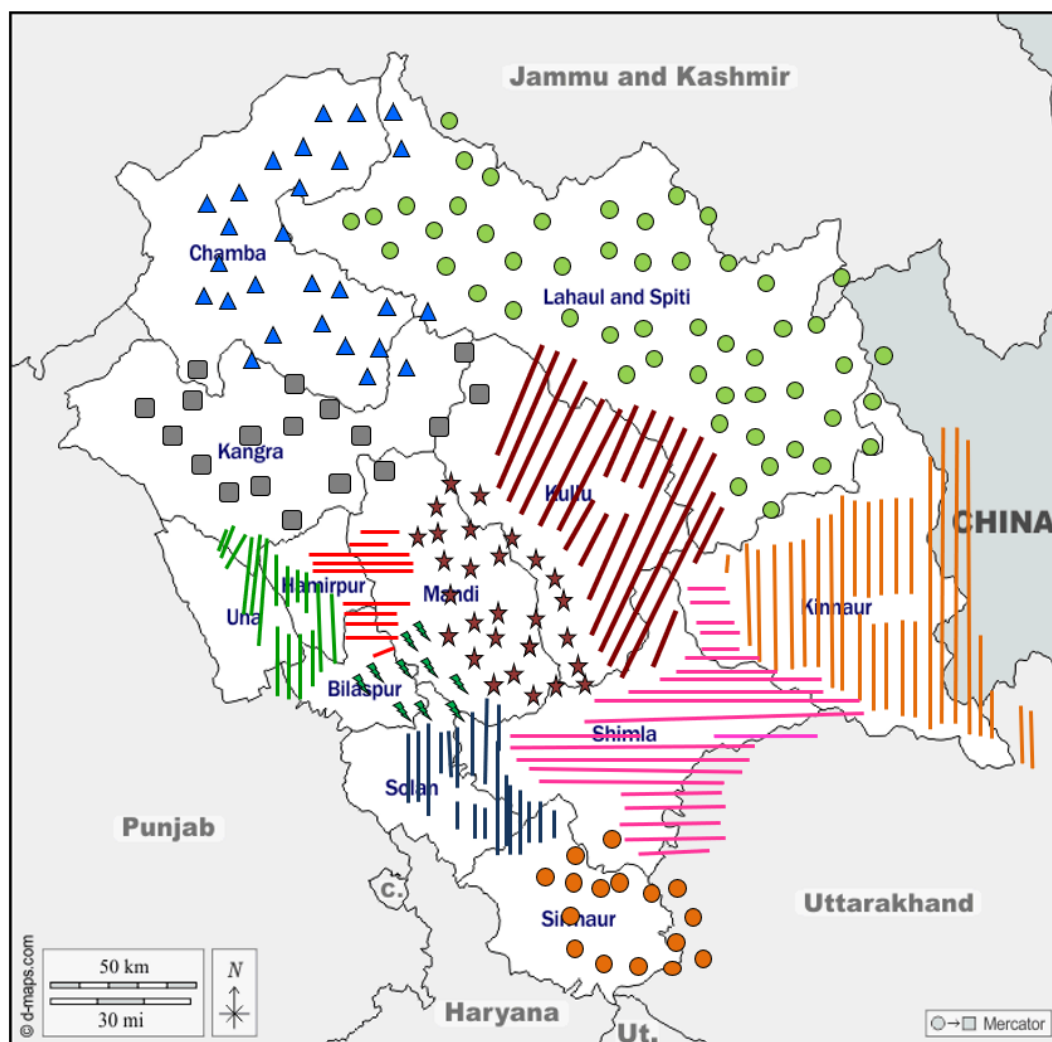 Jammu and Kashmir
Chamba
Lahaul and Spiti
Kangra
Kullu
CHINA
Hamirpur
Mandi
Kinnaur
Una
Bilaspur
Shimla
Solan
Punjab
C.
Uttarakhand
Sirmaur
50 km
30 mi
N
Haryana
Ut.
Mercator
© d-maps.com